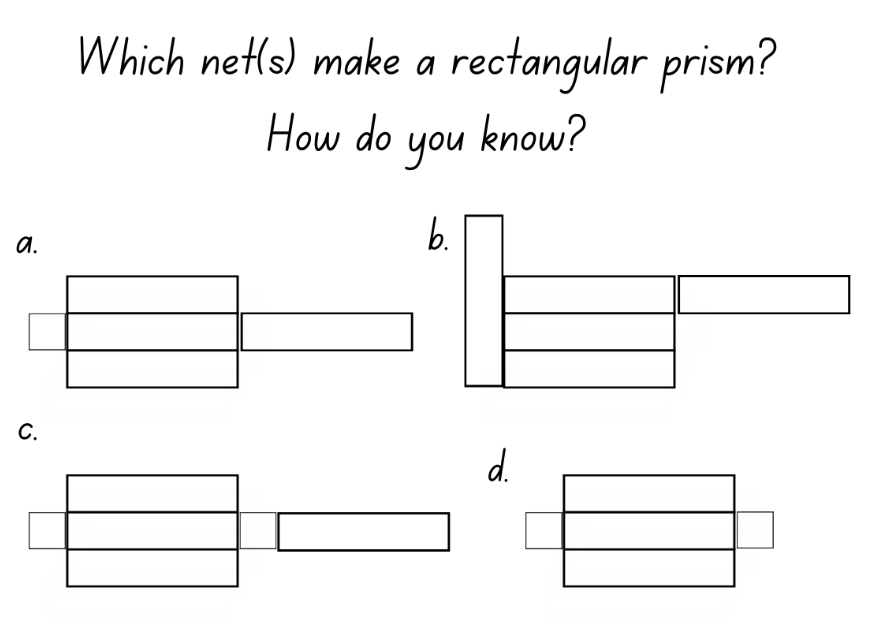 Which net(s) make a rectangular prism?
How do you know?
a.
b.
c.
d.